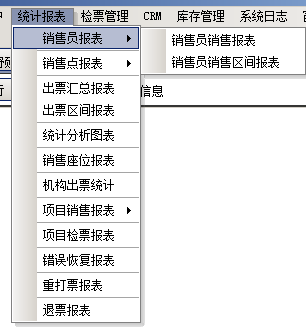 统计报表 检票管理 CRM 库存管理 系统日志
销售员报表
销售员销售报表
销售点报表
销售员销售区间报表
出票汇总报表
信息
出票区间报表
统计分析图表
销售座位报表
机构出票统计
项目销售报表
项目检票报表
错误恢复报表
重打票报表
退票报表